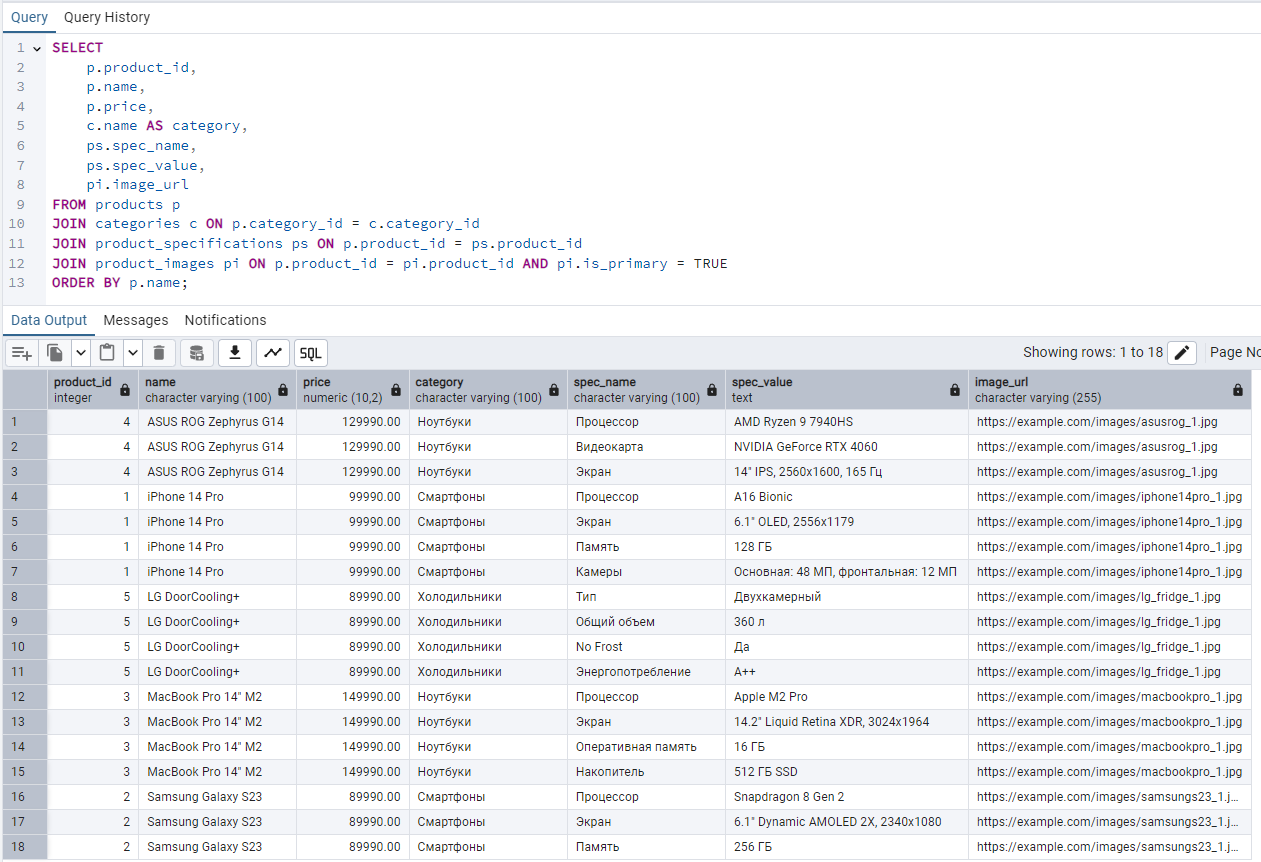 Query Query History
1 SELECT
2 p.product_id,
3 p.name,
4 p.price,
5 c.name AS category,
6 ps.spec_name,
7 ps.spec_value,
8 pi.image_url
9 FROM products p
10 JOIN categories c ON p.category_id = c.category_id
11 JOIN product_specifications ps ON p.product_id = ps.product_id
12 JOIN product_images pi ON p.product_id = pi.product_id AND pi.is_primary = TRUE
13 ORDER BY p.name;
Data Output Messages Notifications
SQL Showing rows: 1 to 18 Page No
product_id name price category spec_name spec_value image_url
integer character varying (100) numeric (10,2) character varying (100) character varying (100) text character varying (255)
1 4 ASUS ROG Zephyrus G14 129990.00 Ноутбуки Процессор AMD Ryzen 9 7940HS https://example.com/images/asusrog_1.jpg
2 4 ASUS ROG Zephyrus G14 129990.00 Ноутбуки Видеокарта NVIDIA GeForce RTX 4060 https://example.com/images/asusrog_1.jpg
3 4 ASUS ROG Zephyrus G14 129990.00 Ноутбуки Экран 14" IPS, 2560x1600, 165 Гц https://example.com/images/asusrog_1.jpg
4 1 iPhone 14 Pro 99990.00 Смартфоны Процессор A16 Bionic https://example.com/images/iphone14pro_1.jpg
5 1 iPhone 14 Pro 99990.00 Смартфоны Экран 6.1" OLED, 2556x1179 https://example.com/images/iphone14pro_1.jpg
6 1 iPhone 14 Pro 99990.00 Смартфоны Память 128 ГБ https://example.com/images/iphone14pro_1.jpg
7 1 iPhone 14 Pro 99990.00 Смартфоны Камеры Основная: 48 МП, фронтальная: 12 МП https://example.com/images/iphone14pro_1.jpg
8 5 LG DoorCooling+ 89990.00 Холодильники Тип Двухкамерный https://example.com/images/lg_fridge_1.jpg
9 5 LG DoorCooling+ 89990.00 Холодильники Общий объем 360 л https://example.com/images/lg_fridge_1.jpg
10 5 LG DoorCooling+ 89990.00 Холодильники No Frost Да https://example.com/images/lg_fridge_1.jpg
11 5 LG DoorCooling+ 89990.00 Холодильники Энергопотребление A++ https://example.com/images/lg_fridge_1.jpg
12 3 MacBook Pro 14" M2 149990.00 Ноутбуки Процессор Apple M2 Pro https://example.com/images/macbookpro_1.jpg
13 3 MacBook Pro 14" M2 149990.00 Ноутбуки Экран 14.2" Liquid Retina XDR, 3024x1964 https://example.com/images/macbookpro_1.jpg
14 3 MacBook Pro 14" M2 149990.00 Ноутбуки Оперативная память 16 ГБ https://example.com/images/macbookpro_1.jpg
15 3 MacBook Pro 14" M2 149990.00 Ноутбуки Накопитель 512 ГБ SSD https://example.com/images/macbookpro_1.jpg
16 2 Samsung Galaxy S23 89990.00 Смартфоны Процессор Snapdragon 8 Gen 2 https://example.com/images/samsungs23_1.j...
17 2 Samsung Galaxy S23 89990.00 Смартфоны Экран 6.1" Dynamic AMOLED 2X, 2340x1080 https://example.com/images/samsungs23_1.j...
18 2 Samsung Galaxy S23 89990.00 Смартфоны Память 256 ГБ https://example.com/images/samsungs23_1.j...